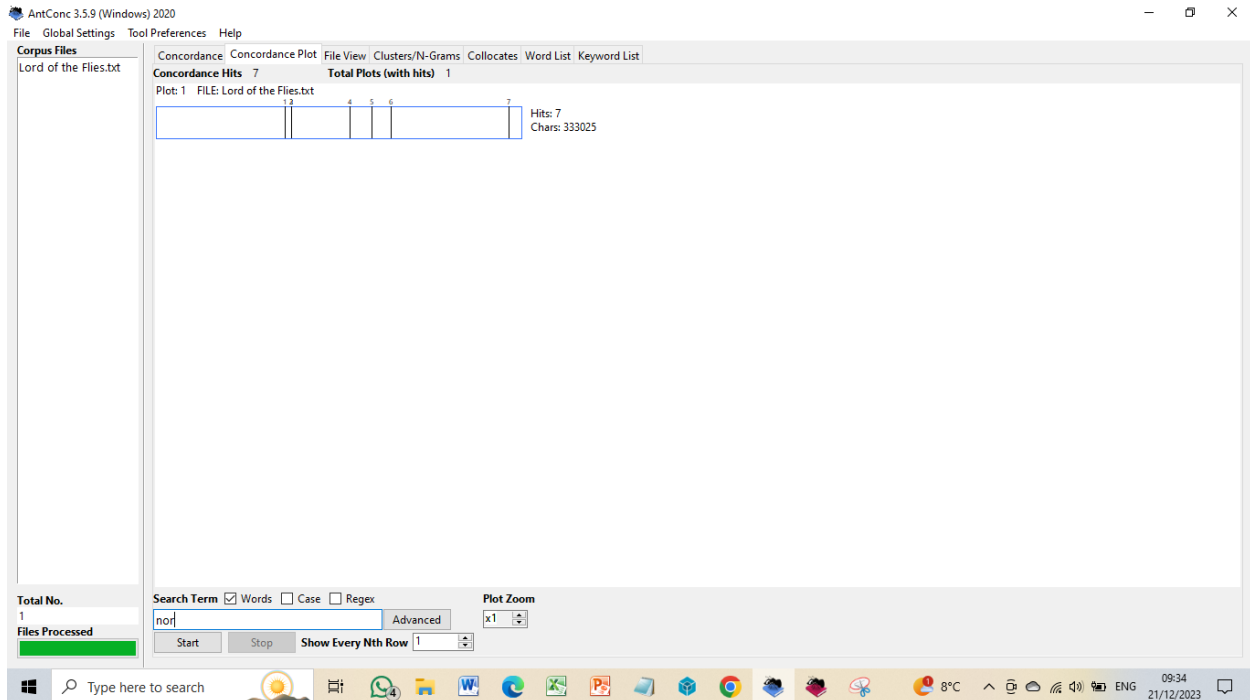 AntConc 3.5.9 (Windows) 2020
File Global Settings Tool Preferences Help
Corpus Files
Lord of the Flies.txt
Concordance Concordance Plot File View Clusters/N-Grams Collocates Word List Keyword List
Concordance Hits 7 Total Plots (with hits) 1
Plot: 1 FILE: Lord of the Flies.txt
1 2 3 4 5 6 7
Hits: 7
Chars: 333025
Total No.
1
Files Processed
Search Term Words Case Regex
nor
Advanced
Start Stop Show Every Nth Row 1
Plot Zoom
x1
Type here to search
4
1
8°C
ENG
09:34
21/12/2023